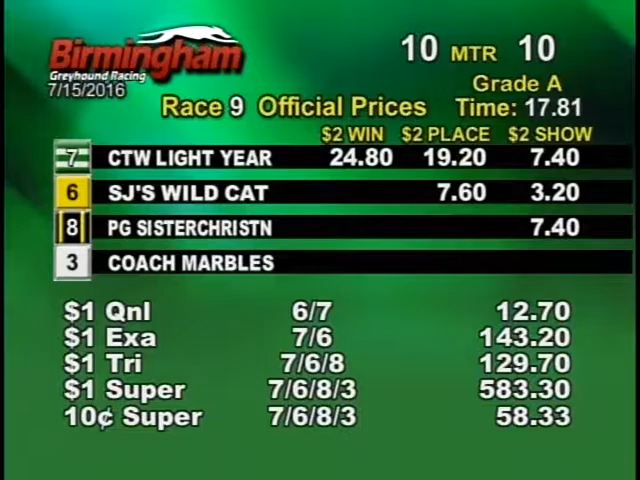 Birmingham
Greyhound Racing
7/15/2016
10 MTR 10
Grade A
Race 9 Official Prices Time: 17.81
$2 WIN $2 PLACE $2 SHOW
7 CTW LIGHT YEAR 24.80 19.20 7.40
6 SJ'S WILD CAT 7.60 3.20
8 PG SISTERCHRISTN 7.40
3 COACH MARBLES
$1 Qnl 6/7 12.70
$1 Exa 7/6 143.20
$1 Tri 7/6/8 129.70
$1 Super 7/6/8/3 583.30
10¢ Super 7/6/8/3 58.33